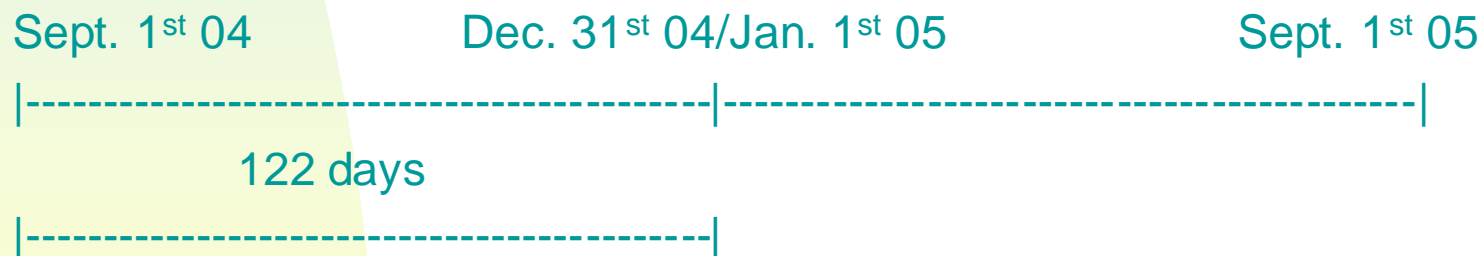 Sept. 1st 04 Dec. 31st 04/Jan. 1st 05 Sept. 1st 05
|--------------------------------------------|--------------------------------------------|
122 days
|--------------------------------------------|